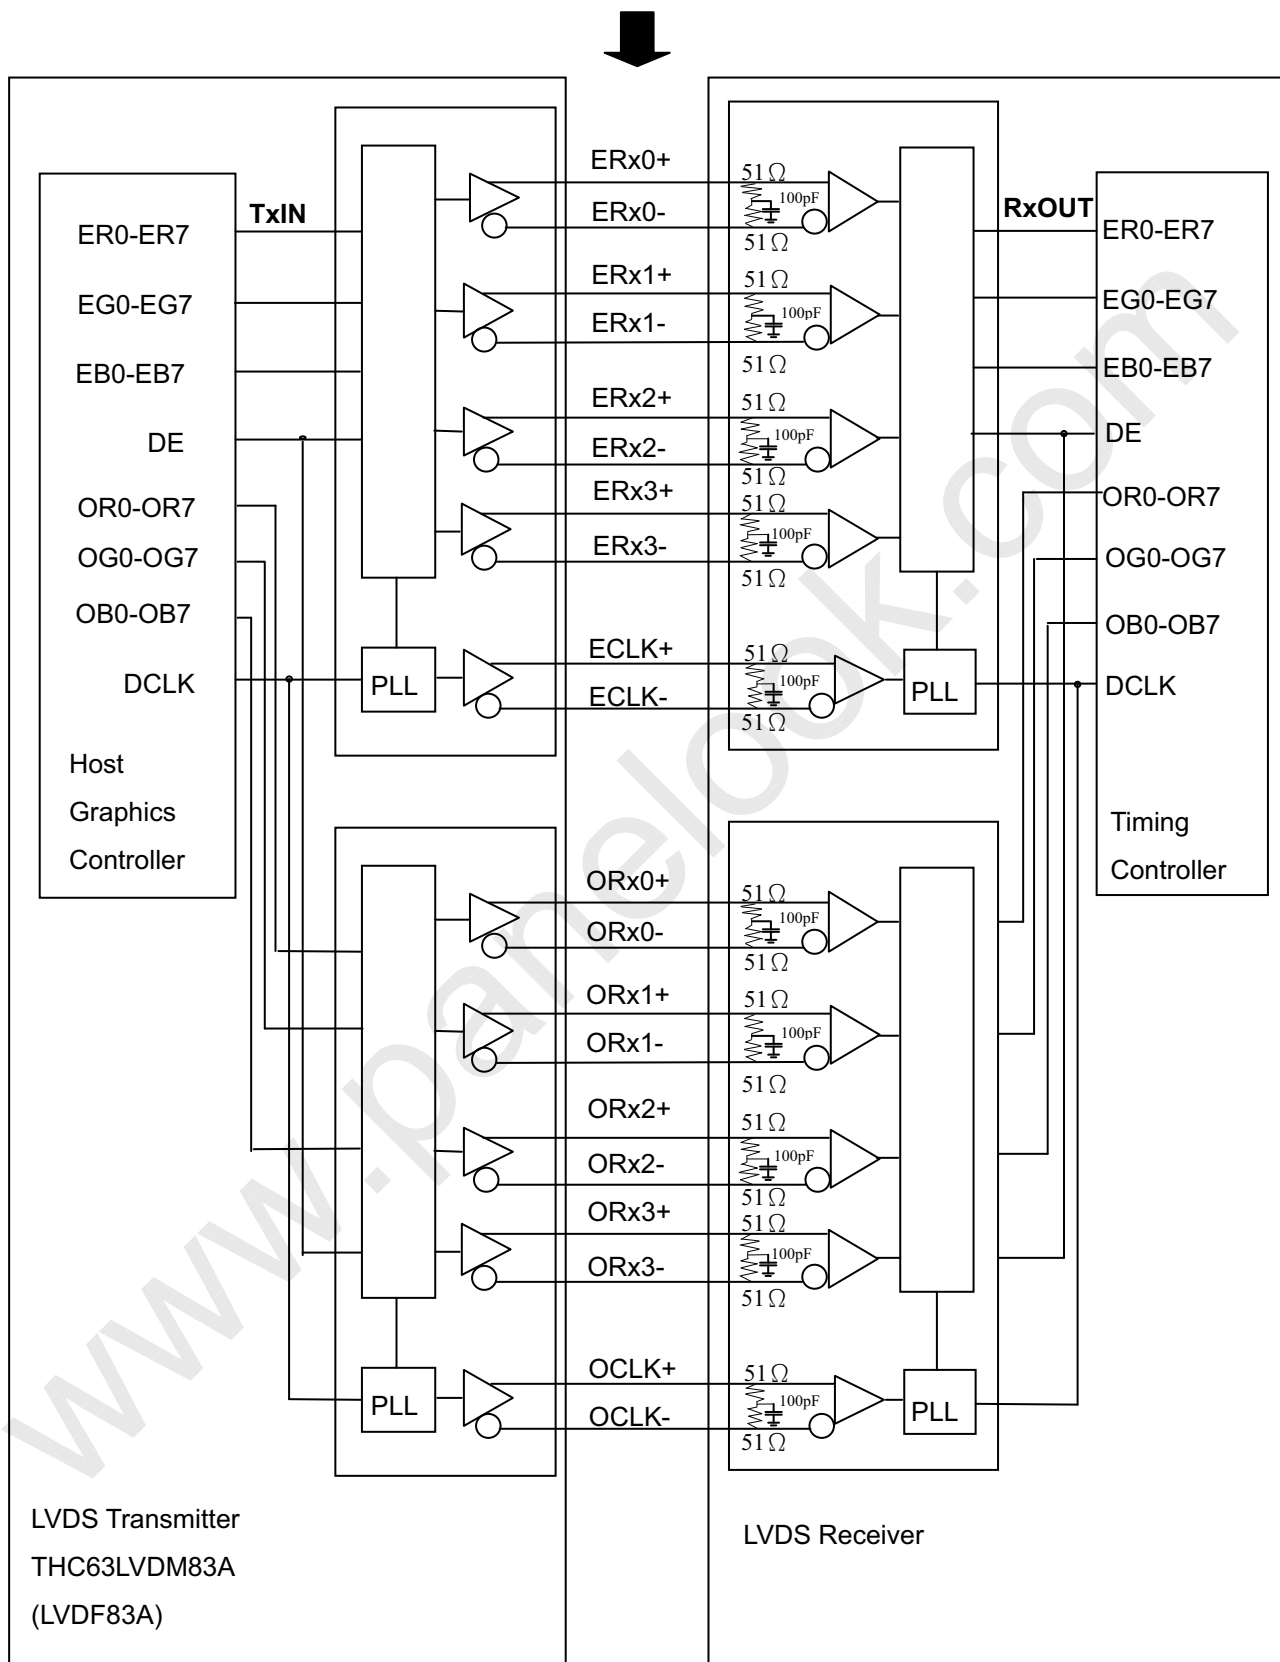 ERx0+
51Ω
100pF
TxIN
ERx0-
RxOUT
51Ω
ER0-ER7
ER0-ER7
ERx1+
51Ω
EG0-EG7
100pF
EG0-EG7
ERx1-
51Ω
EB0-EB7
EB0-EB7
ERx2+
51Ω
100pF
DE
DE
ERx2-
51Ω
ERx3+
51Ω
OR0-OR7
OR0-OR7
100pF
ERx3-
OG0-OG7
OG0-OG7
51Ω
OB0-OB7
OB0-OB7
ECLK+
51Ω
100pF
DCLK
PLL
ECLK-
PLL
DCLK
51Ω
Host
Graphics
Controller
Timing
Controller
ORx0+
51Ω
100pF
ORx0-
51Ω
ORx1+
51Ω
100pF
ORx1-
51Ω
ORx2+
51Ω
100pF
ORx2-
51Ω
ORx3+
51Ω
100pF
ORx3-
51Ω
OCLK+
51Ω
100pF
PLL
OCLK-
PLL
51Ω
LVDS Transmitter
THC63LVDM83A
(LVDF83A)
LVDS Receiver
www.panelook.com